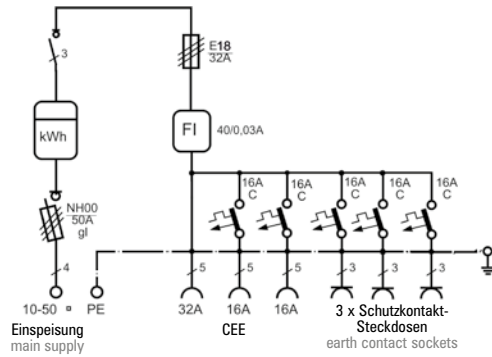 3
E18
32A
kWh
FI
40/0,03A
NH00
50A
gl
16A
C
16A
C
16A
C
16A
C
16A
C
4
5
5
5
3
3
3
10-50 ¤
PE
32A
16A
16A
Einspeisung
main supply
CEE
3 x Schutzkontakt-
Steckdosen
earth contact sockets